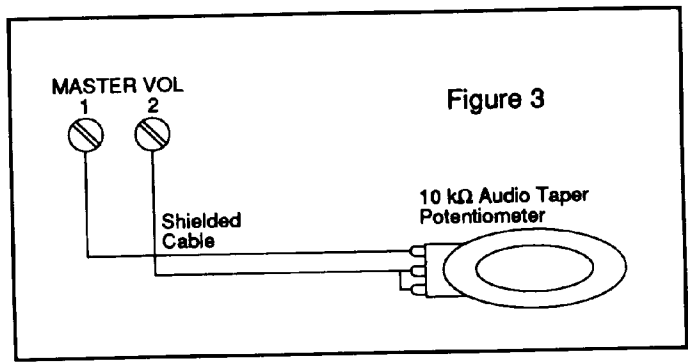 MASTER VOL
1 2
Figure 3
10 kΩ Audio Taper
Potentiometer
Shielded
Cable